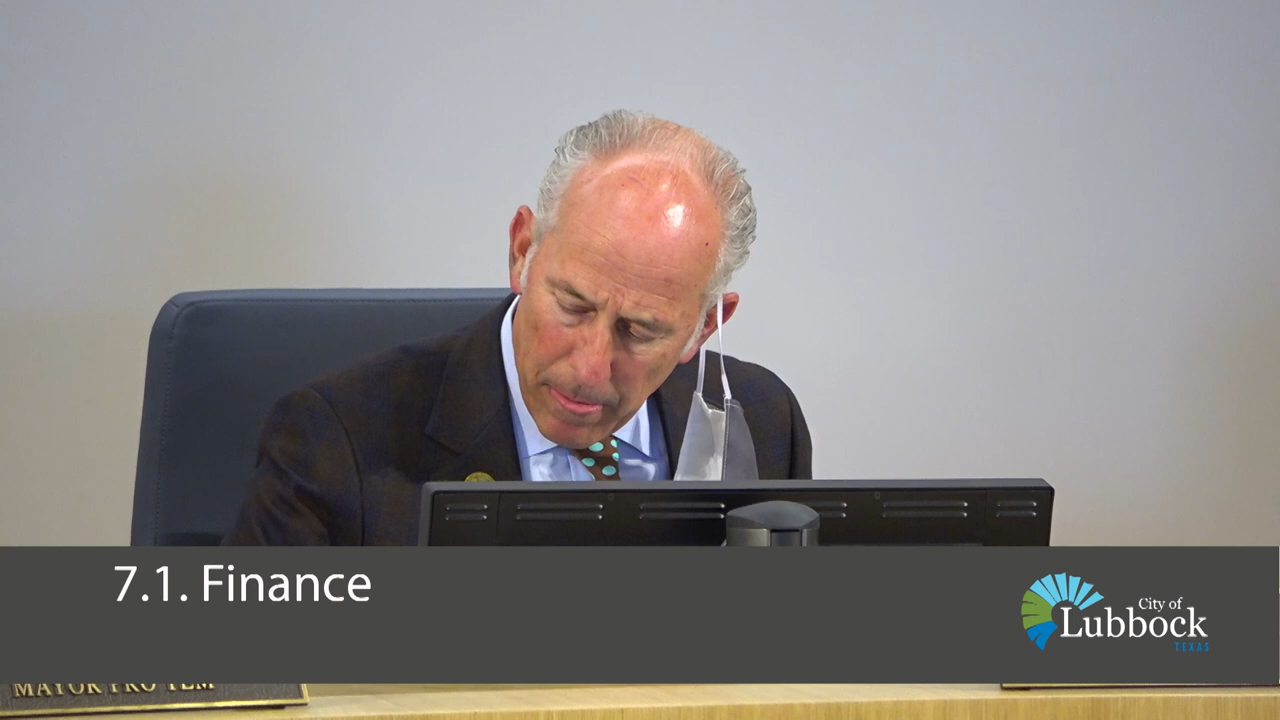 7.1. Finance
City of
Lubbock
TEXAS
MAYOR PRO TEM